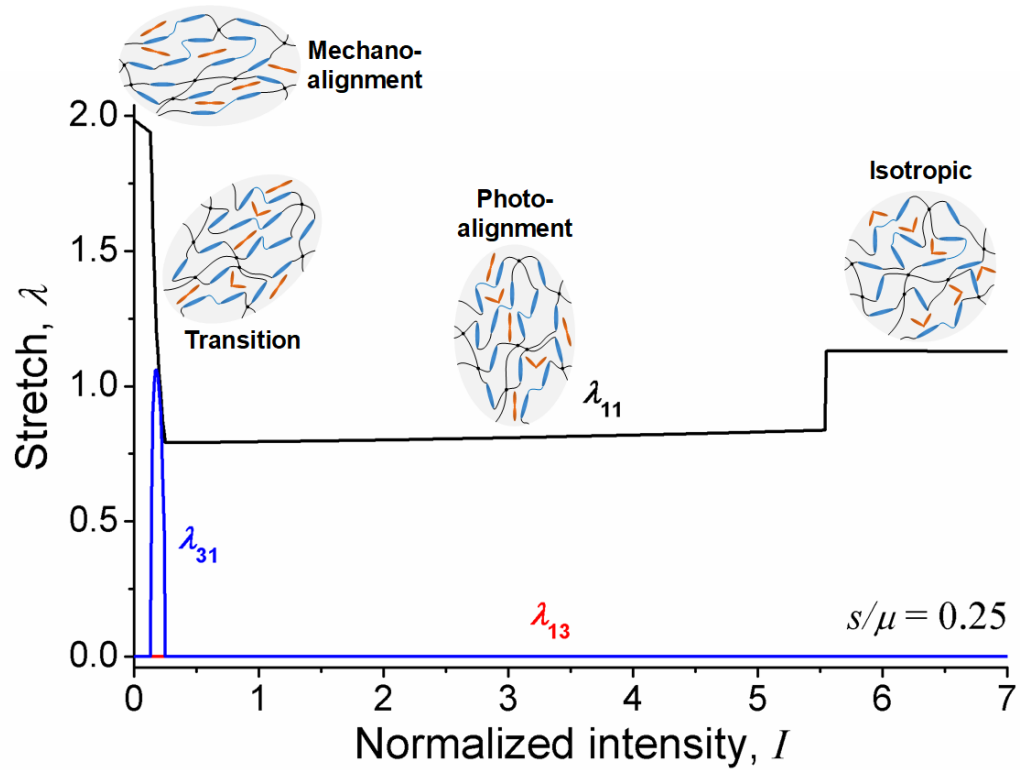 Mechano-
alignment
2.0
Isotropic
Photo-
alignment
1.5
Transition
Stretch, λ
1.0
λ11
0.5
λ31
λ13
s/μ = 0.25
0.0
0 1 2 3 4 5 6 7
Normalized intensity, I